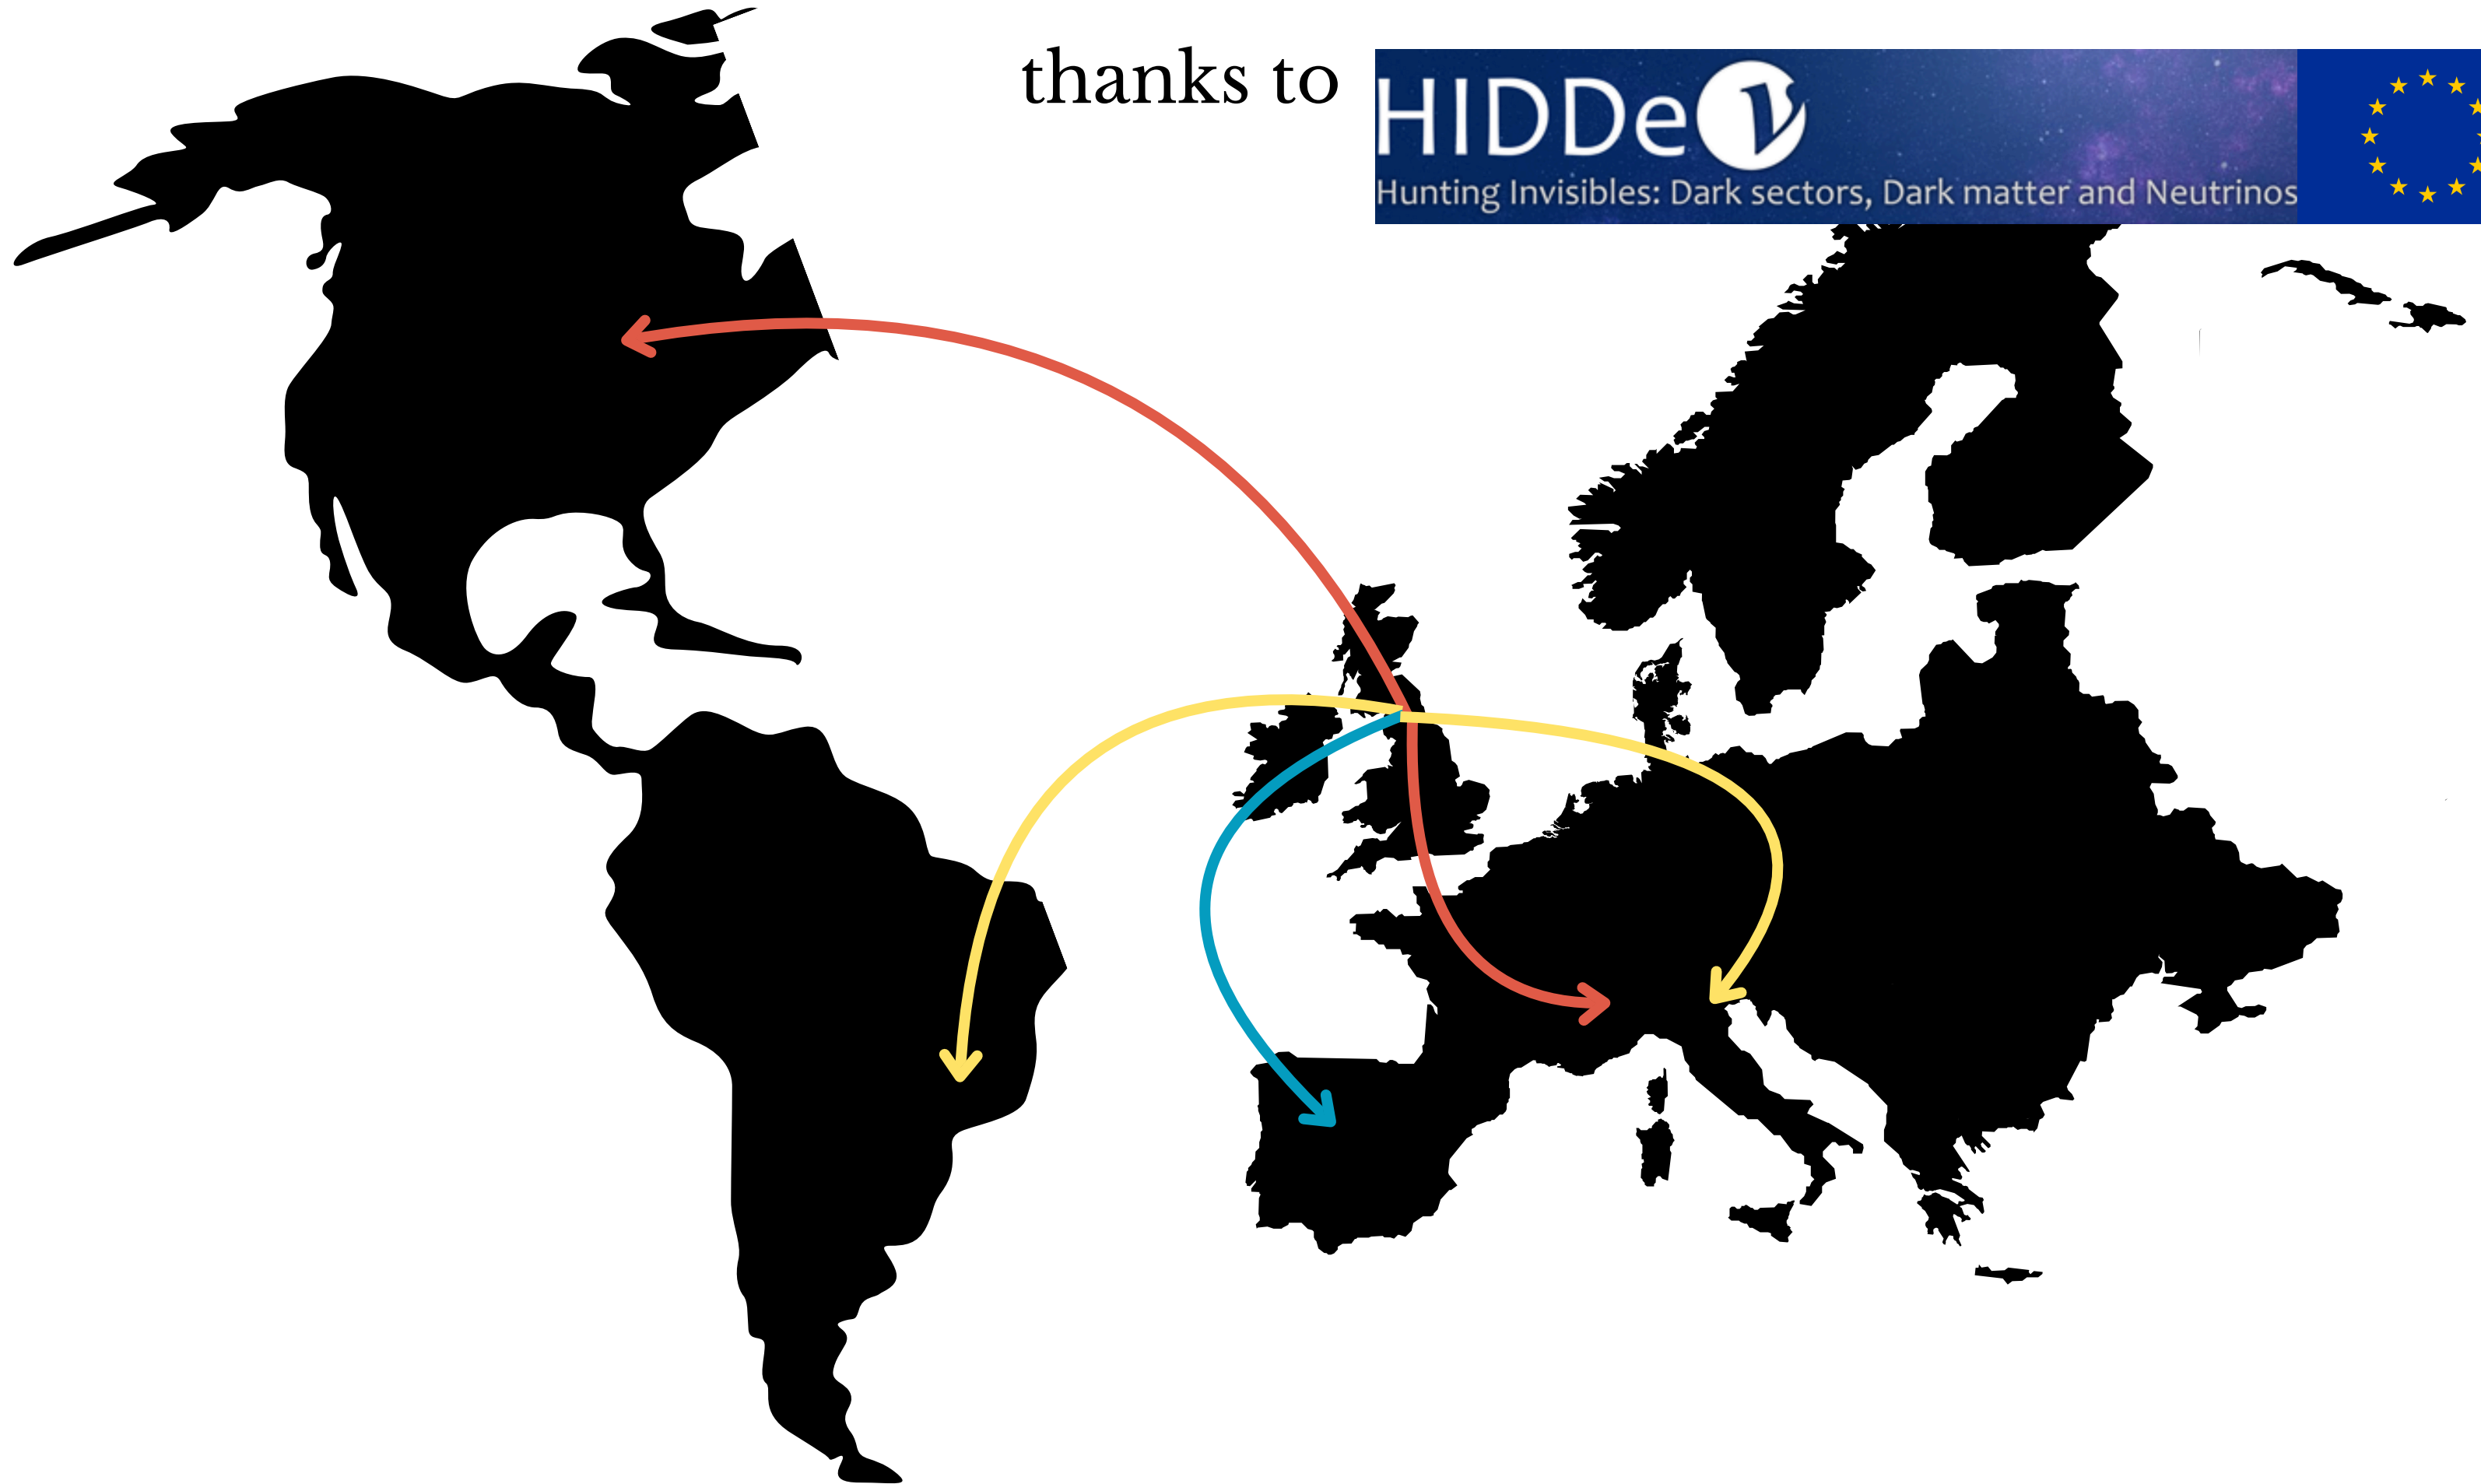 thanks to
HIDDeν
Hunting Invisibles: Dark sectors, Dark matter and Neutrinos